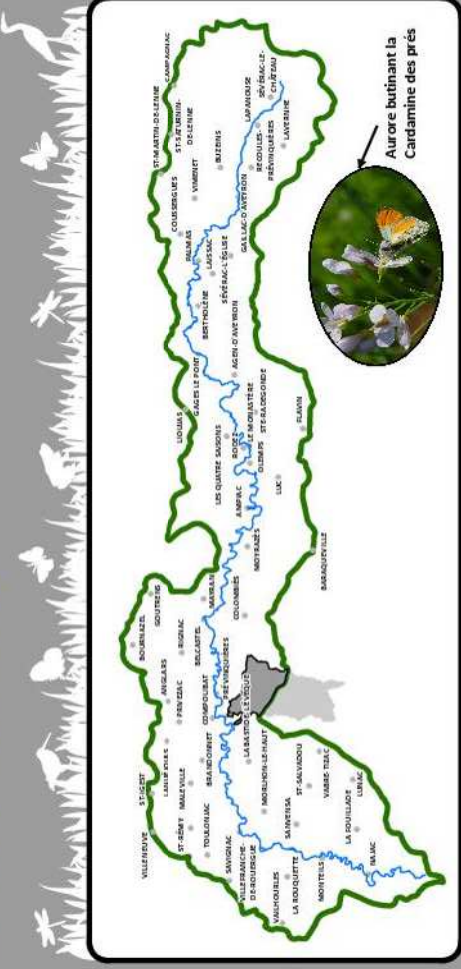 CAMPAGNAC
ST-MARTIN-DE-LENNE
ST-SATURNIN-
DE-LENNE
COUSSERGUES
VIMENET
BUZEINS
LAPANOUSE
SÉVÉRAC-LE-
CHÂTEAU
RECOULES-
PRÉVINQUIÈRES
LAVERNHE
PALMAS
LAISSAC
GAILLAC-D'AVEYRON
SÉVÉRAC-L'ÉGLISE
BERTHOLÈNE
AGEN-D'AVEYRON
GAGES LE PONT
LIOUJAS
LES QUATRE SAISONS
RODEZ
LE MONASTÈRE
STE-RADEGONDE
OLEMPS
FLAVIN
LUC
AMPIAC
MOYRAZÈS
BARAQUEVILLE
COLOMBIÈS
MAYRAN
GOUTRENS
BOURNAZEL
RIGNAC
BELCASTEL
ANGLARS
PRIVEZAC
COMPOLIBAT
PRÉVINQUIÈRES
LA BASTIDE L'ÉVÊQUE
LANUÉJOULS
BRANDONNET
MALEVILLE
ST-IGEST
VILLENEUVE
ST-RÉMY
TOULONJAC
SAVIGNAC
VILLEFRANCHE-
DE-ROUERGUE
MORLHON-LE-HAUT
SANVENSA
ST-SALVADOU
VABRE-TIZAC
LUNAC
LA FOUILLADE
VAILHOURLES
LA ROUQUETTE
MONTEILS
NAJAC
Aurore butinant la
Cardamine des prés